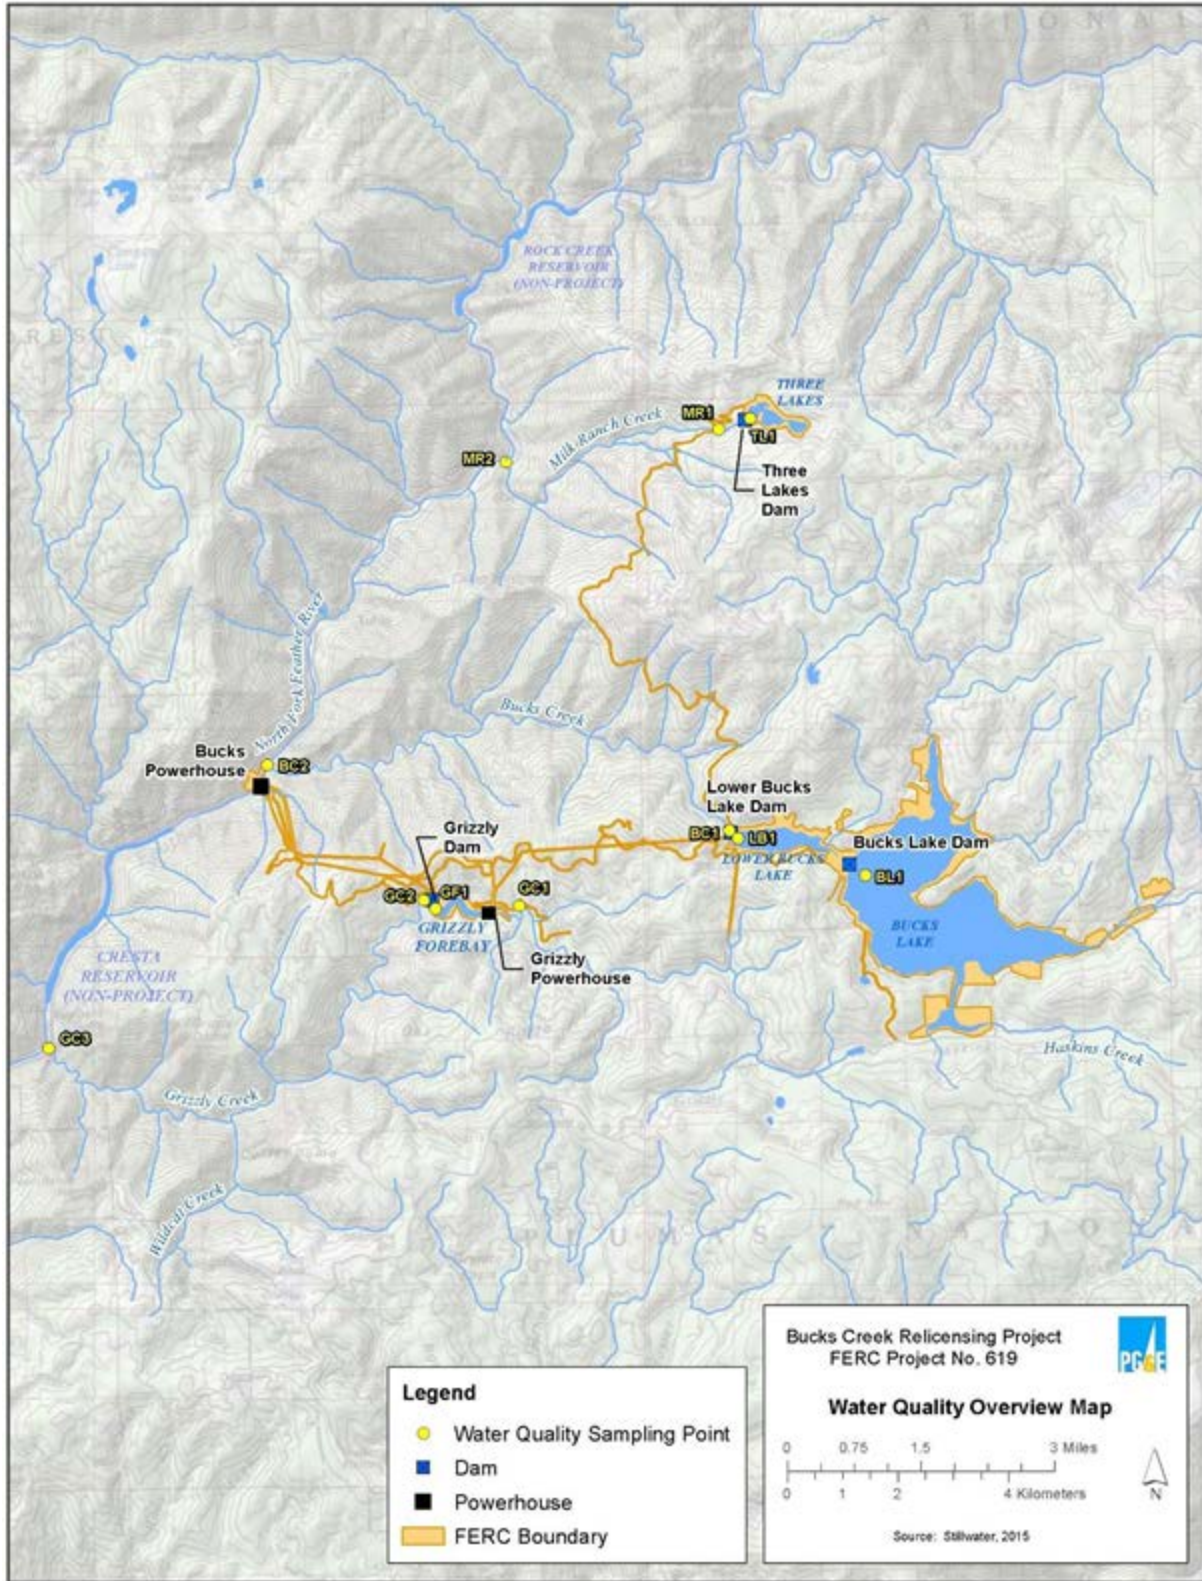 NATIONAL
ROCK CREEK
RESERVOIR
(NON-PROJECT)
REST
THREE
LAKES
MR1
TL1
Milk Ranch Creek
MR2
Three
Lakes
Dam
North Fork Feather River
Bucks Creek
Bucks
Powerhouse
BC2
Lower Bucks
Lake Dam
Grizzly
Dam
BC1
LB1
LOWER BUCKS
LAKE
Bucks Lake Dam
BL1
GC2
GF1
GC1
GRIZZLY
FOREBAY
BUCKS
LAKE
Grizzly
Powerhouse
CRESTA
RESERVOIR
(NON-PROJECT)
GC3
Haskins Creek
Grizzly Creek
Wildcat Creek
PLUMAS
NATIONA
Legend
Water Quality Sampling Point
Dam
Powerhouse
FERC Boundary
Bucks Creek Relicensing Project
FERC Project No. 619
PG&E
Water Quality Overview Map
0 0.75 1.5 3 Miles
0 1 2 4 Kilometers
N
Source: Stillwater, 2015